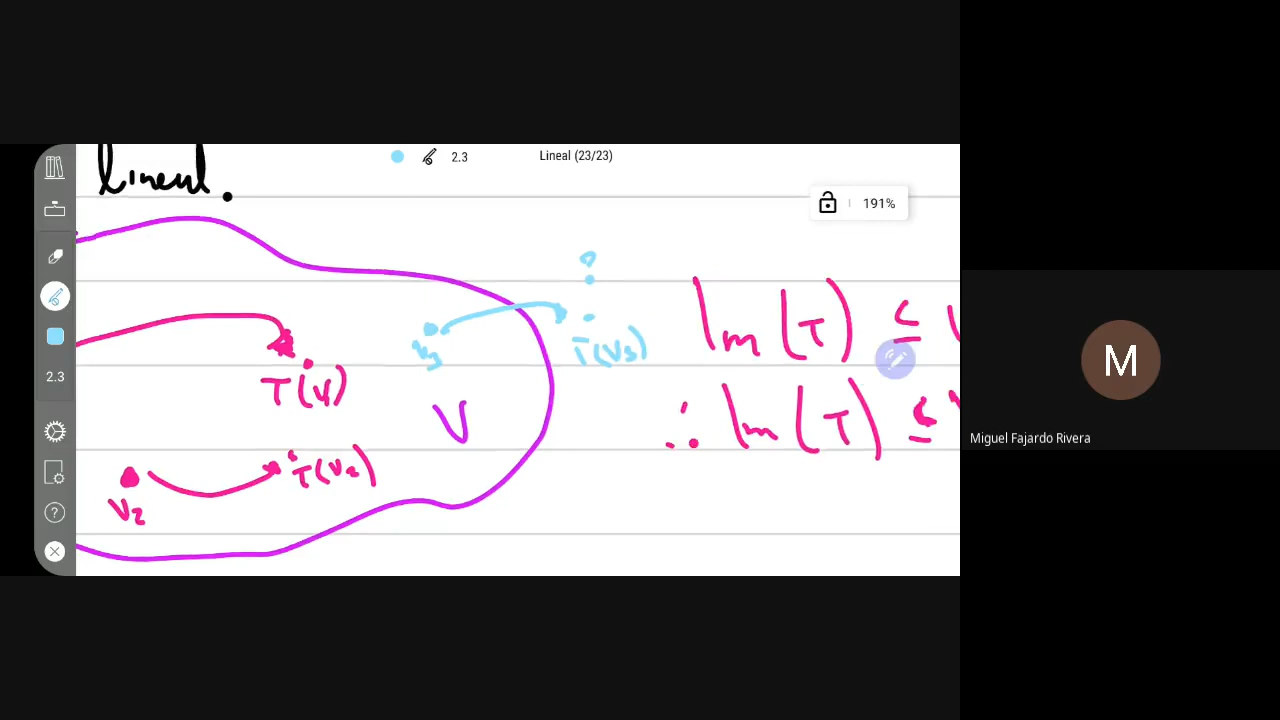 Lineal.
2.3
Lineal (23/23)
191%
2.3
T(V)
V₂
T(V₂)
V
V₃
T(V₃)
Im(T) ⊆ V
∴ Im(T) ≤
Miguel Fajardo Rivera
M
?